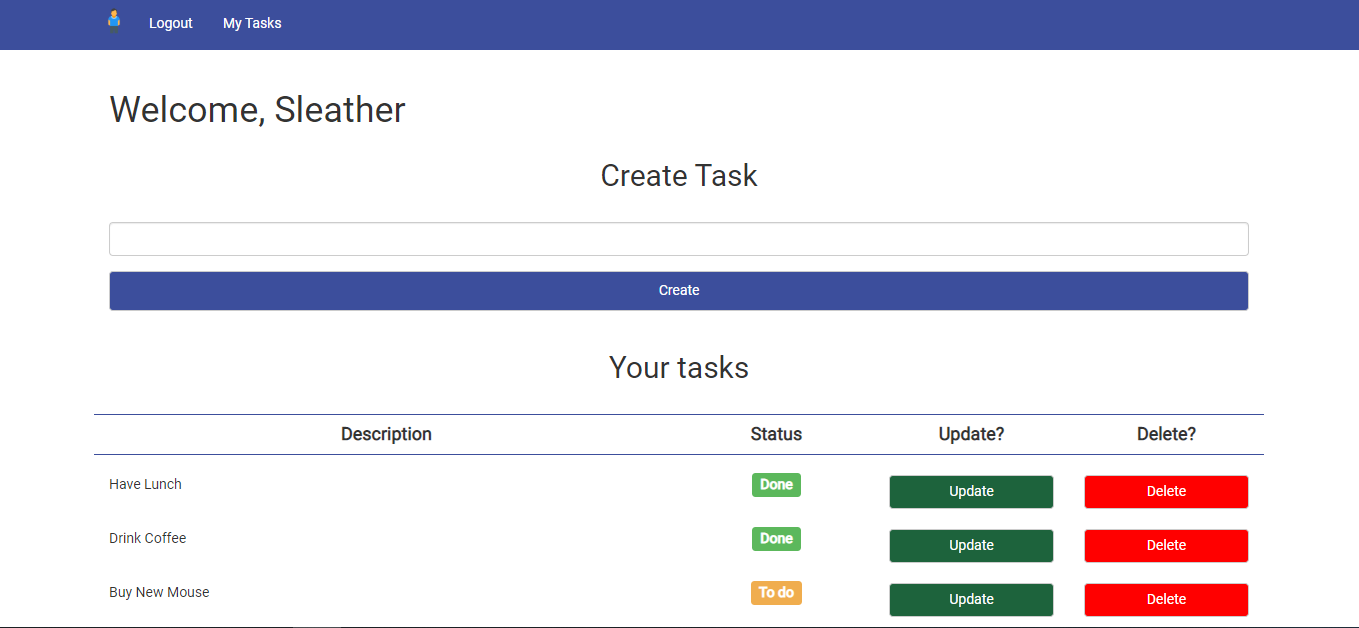 Logout My Tasks
Welcome, Sleather
Create Task
Create
Your tasks
Description Status Update? Delete?
Have Lunch Done Update Delete
Drink Coffee Done Update Delete
Buy New Mouse To do Update Delete